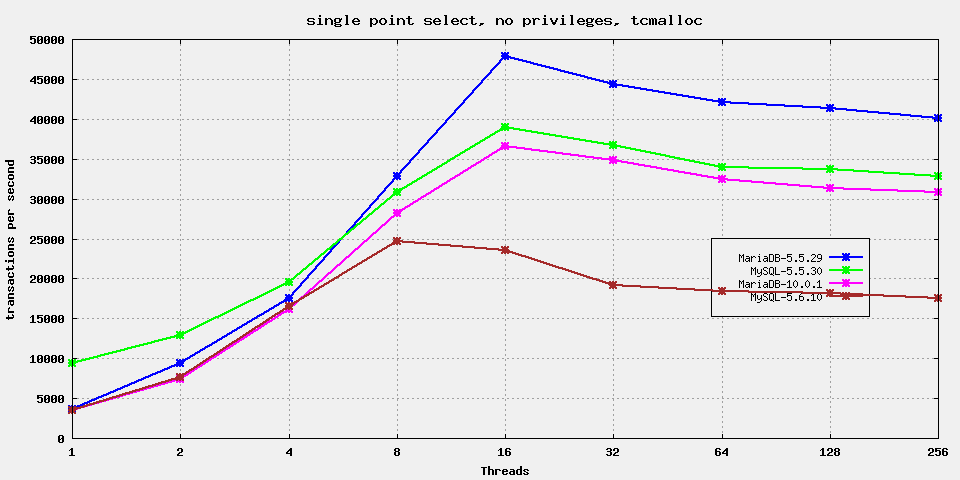 single point select, no privileges, tcmalloc
50000
45000
40000
35000
30000
25000
20000
15000
10000
5000
0
transactions per second
MariaDB-5.5.29
MySQL-5.5.30
MariaDB-10.0.1
MySQL-5.6.10
1 2 4 8 16 32 64 128 256
Threads